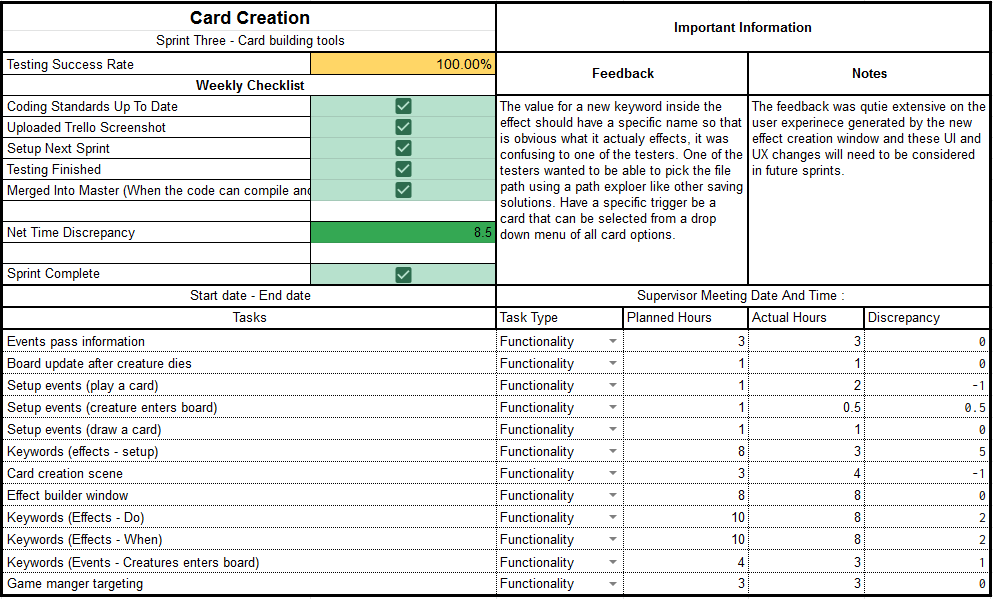 Card Creation
Sprint Three - Card building tools
Important Information
Testing Success Rate 100.00%
Feedback Notes
Weekly Checklist
Coding Standards Up To Date
Uploaded Trello Screenshot
Setup Next Sprint
Testing Finished
Merged Into Master (When the code can compile and
Net Time Discrepancy 8.5
Sprint Complete
The value for a new keyword inside the
effect should have a specific name so that
is obvious what it actualy effects, it was
confusing to one of the testers. One of the
testers wanted to be able to pick the file
path using a path exploer like other saving
solutions. Have a specific trigger be a
card that can be selected from a drop
down menu of all card options.
The feedback was qutie extensive on the
user experinece generated by the new
effect creation window and these UI and
UX changes will need to be considered
in future sprints.
Start date - End date Supervisor Meeting Date And Time :
Tasks Task Type Planned Hours Actual Hours Discrepancy
Events pass information Functionality 3 3 0
Board update after creature dies Functionality 1 1 0
Setup events (play a card) Functionality 1 2 -1
Setup events (creature enters board) Functionality 1 0.5 0.5
Setup events (draw a card) Functionality 1 1 0
Keywords (effects - setup) Functionality 8 3 5
Card creation scene Functionality 3 4 -1
Effect builder window Functionality 8 8 0
Keywords (Effects - Do) Functionality 10 8 2
Keywords (Effects - When) Functionality 10 8 2
Keywords (Events - Creatures enters board) Functionality 4 3 1
Game manger targeting Functionality 3 3 0